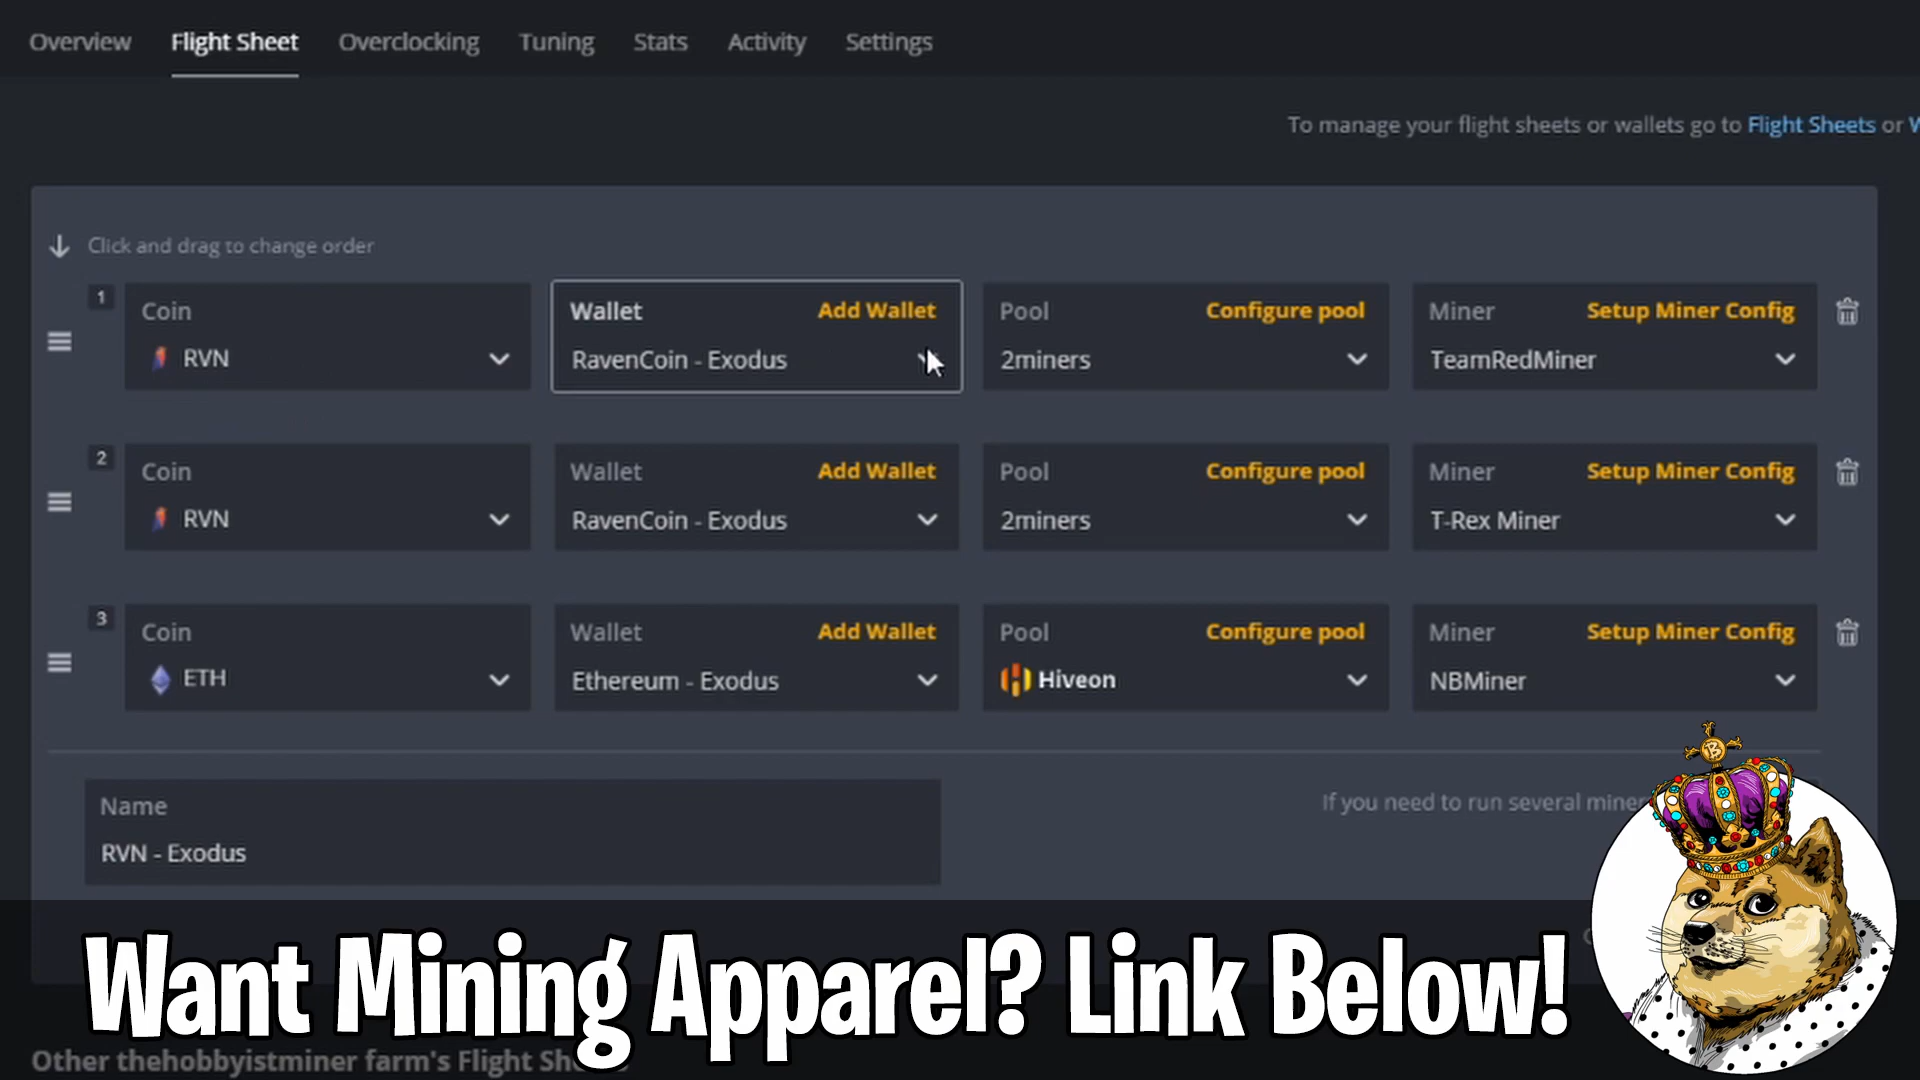 Overview Flight Sheet Overclocking Tuning Stats Activity Settings
To manage your flight sheets or wallets go to Flight Sheets or
Click and drag to change order
1 Coin Wallet Add Wallet Pool Configure pool Miner Setup Miner Config
RVN RavenCoin - Exodus 2miners TeamRedMiner
2 Coin Wallet Add Wallet Pool Configure pool Miner Setup Miner Config
RVN RavenCoin - Exodus 2miners T-Rex Miner
3 Coin Wallet Add Wallet Pool Configure pool Miner Setup Miner Config
ETH Ethereum - Exodus Hiveon NBMiner
Name
If you need to run several miner
RVN - Exodus
Want Mining Apparel? Link Below!
Other thehobbyistminer farm's Flight Sh